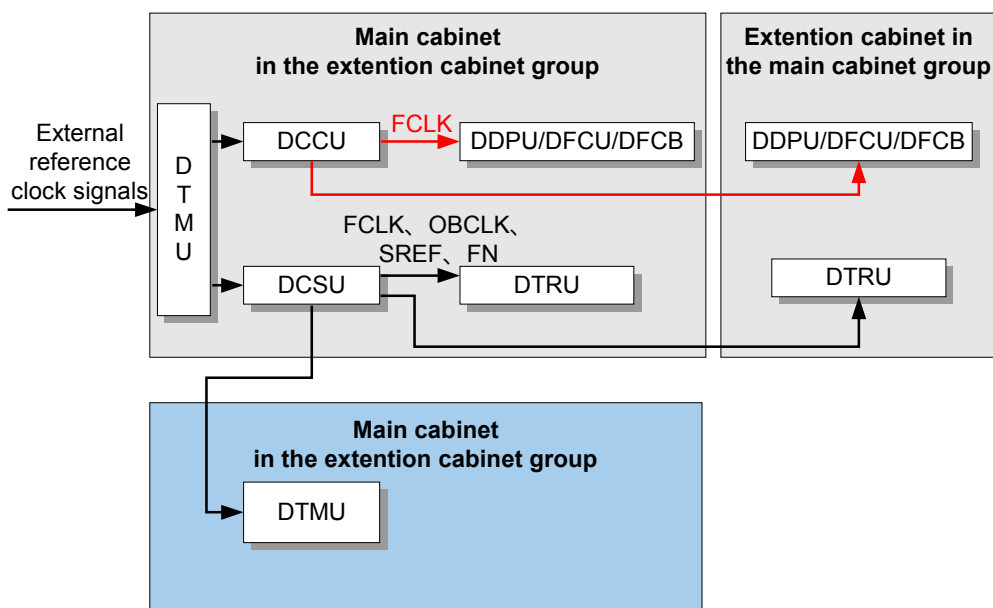 Main cabinet
in the extention cabinet group
Extention cabinet in
the main cabinet group
External
reference
clock signals
D
T
M
U
DCCU
FCLK
DDPU/DFCU/DFCB
DDPU/DFCU/DFCB
FCLK、OBCLK、
SREF、FN
DCSU
DTRU
DTRU
Main cabinet
in the extention cabinet group
DTMU